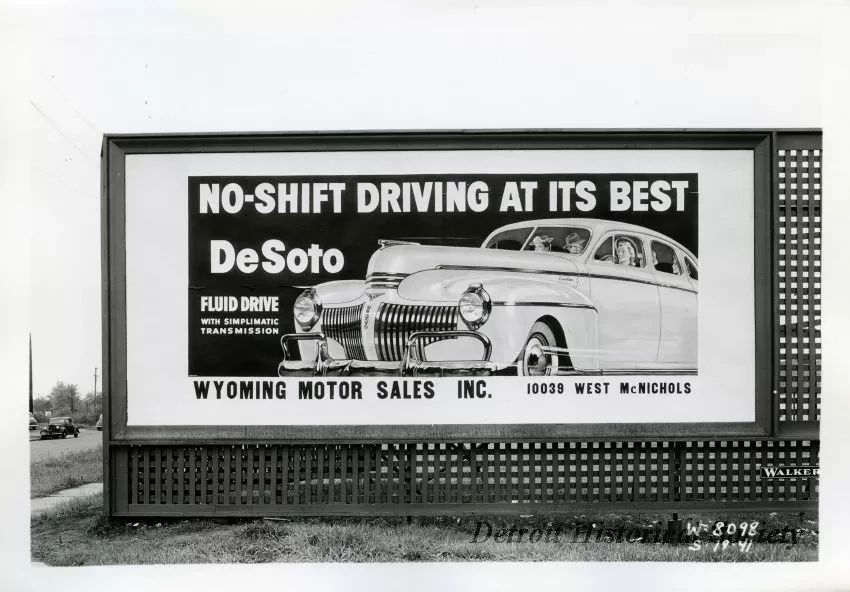 NO-SHIFT DRIVING AT ITS BEST
DeSoto
FLUID DRIVE
WITH SIMPLIMATIC
TRANSMISSION
WYOMING MOTOR SALES INC. 10039 WEST McNICHOLS
WALKER
Detroit Historical Society
W-8098
5-19-41